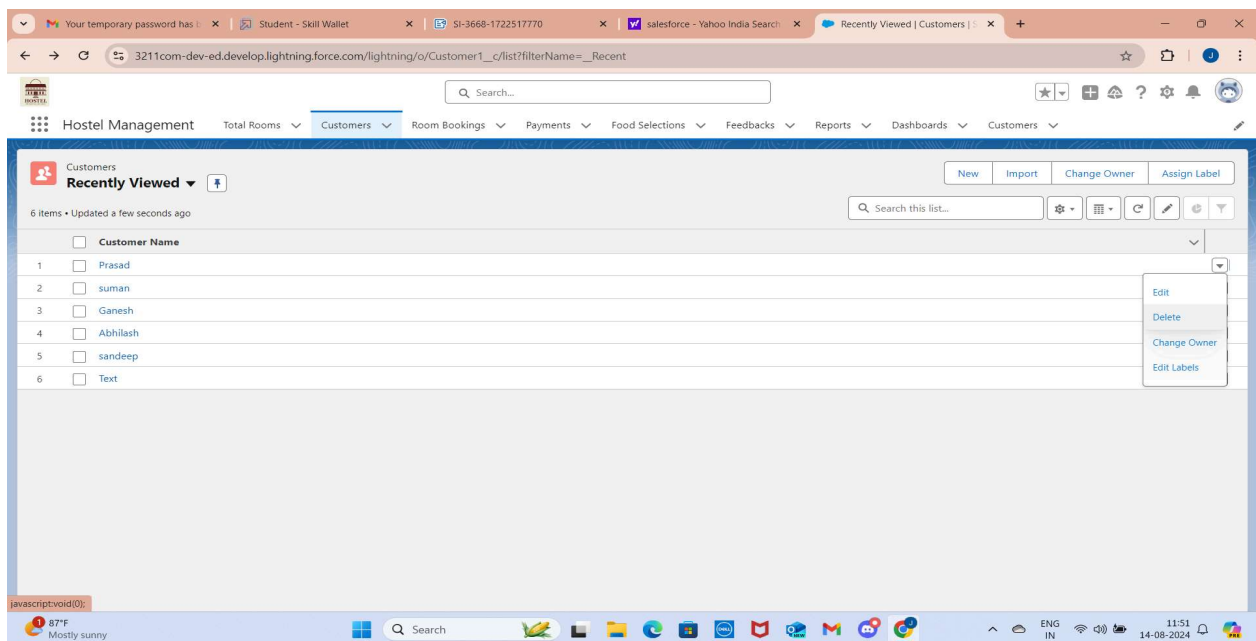 Your temporary password has b
Student - Skill Wallet
SI-3668-1722517770
salesforce - Yahoo India Search
Recently Viewed | Customers | S
3211com-dev-ed.develop.lightning.force.com/lightning/o/Customer1__c/list?filterName=__Recent
J
HOSTEL
Search...
Hostel Management Total Rooms Customers Room Bookings Payments Food Selections Feedbacks Reports Dashboards Customers
Customers
Recently Viewed
New Import Change Owner Assign Label
6 items • Updated a few seconds ago
Search this list...
Customer Name
1 Prasad
2 suman
3 Ganesh
4 Abhilash
5 sandeep
6 Text
Edit
Delete
Change Owner
Edit Labels
javascript:void(0);
1
87°F
Mostly sunny
Search
DELL
ENG
IN
11:51
14-08-2024
PRE